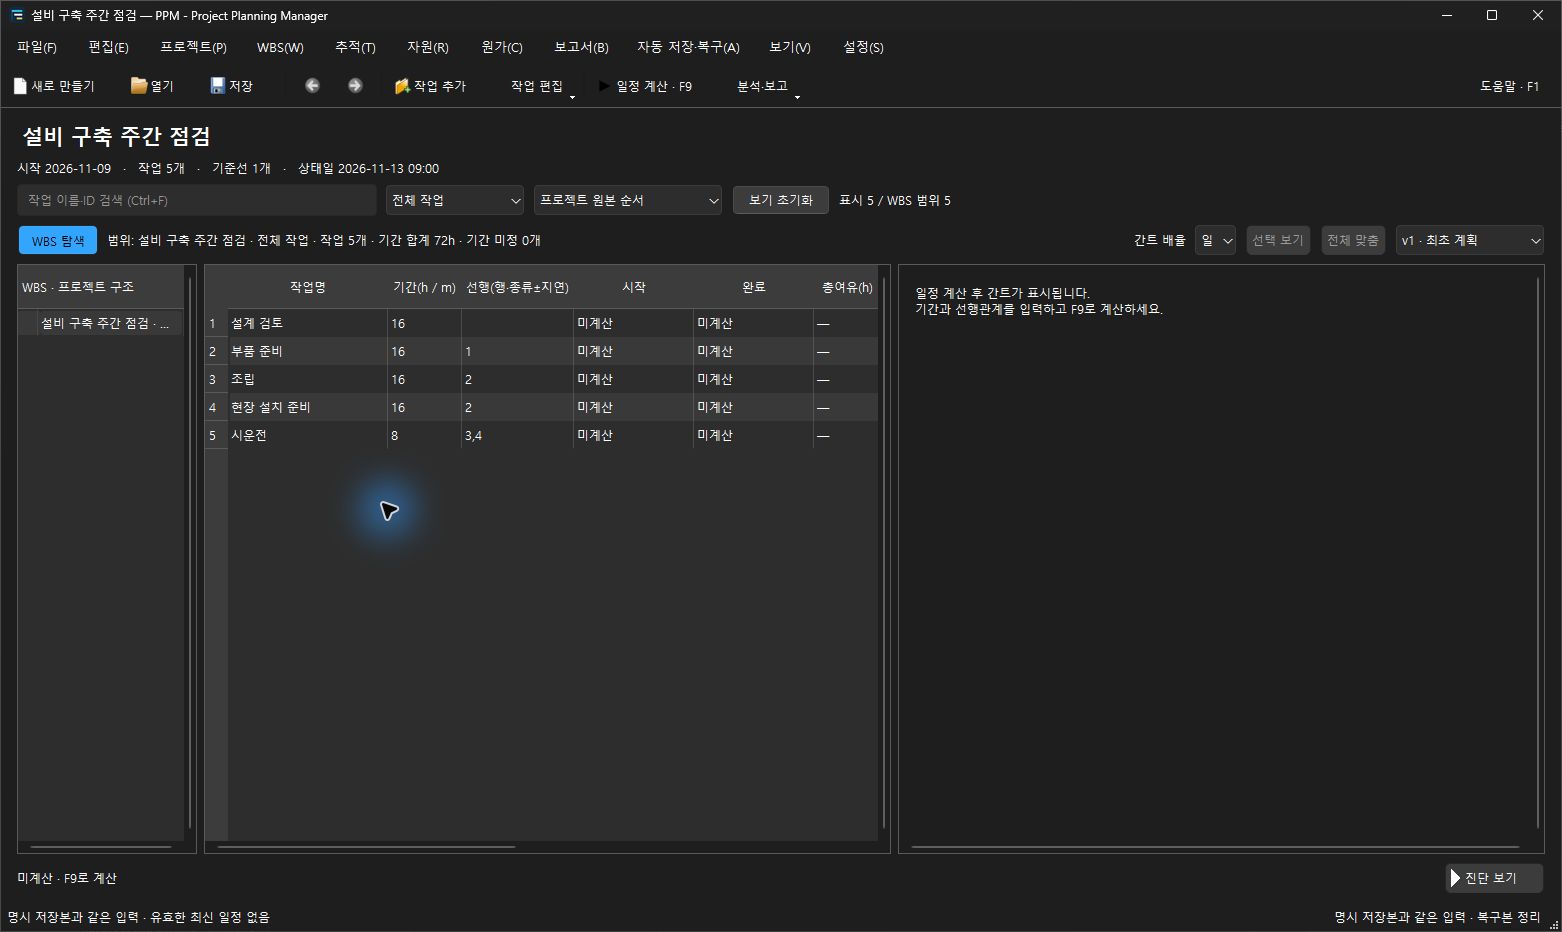 설비 구축 주간 점검 — PPM - Project Planning Manager
파일(F) 편집(E) 프로젝트(P) WBS(W) 추적(T) 자원(R) 원가(C) 보고서(B) 자동 저장·복구(A) 보기(V) 설정(S)
새로 만들기 열기 저장 작업 추가 작업 편집 일정 계산 · F9 분석·보고 도움말 · F1
설비 구축 주간 점검
시작 2026-11-09 · 작업 5개 · 기준선 1개 · 상태일 2026-11-13 09:00
작업 이름·ID 검색 (Ctrl+F) 전체 작업 프로젝트 원본 순서 보기 초기화 표시 5 / WBS 범위 5
WBS 탐색 범위: 설비 구축 주간 점검 · 전체 작업 · 작업 5개 · 기간 합계 72h · 기간 미정 0개 간트 배율 일 선택 보기 전체 맞춤 v1 · 최초 계획
WBS · 프로젝트 구조
설비 구축 주간 점검 · ...
작업명 기간(h / m) 선행(행·종류±지연) 시작 완료 총여유(h)
1 설계 검토 16 미계산 미계산 —
2 부품 준비 16 1 미계산 미계산 —
3 조립 16 2 미계산 미계산 —
4 현장 설치 준비 16 2 미계산 미계산 —
5 시운전 8 3,4 미계산 미계산 —
일정 계산 후 간트가 표시됩니다.
기간과 선행관계를 입력하고 F9로 계산하세요.
미계산 · F9로 계산 진단 보기
명시 저장본과 같은 입력 · 유효한 최신 일정 없음 명시 저장본과 같은 입력 · 복구본 정리